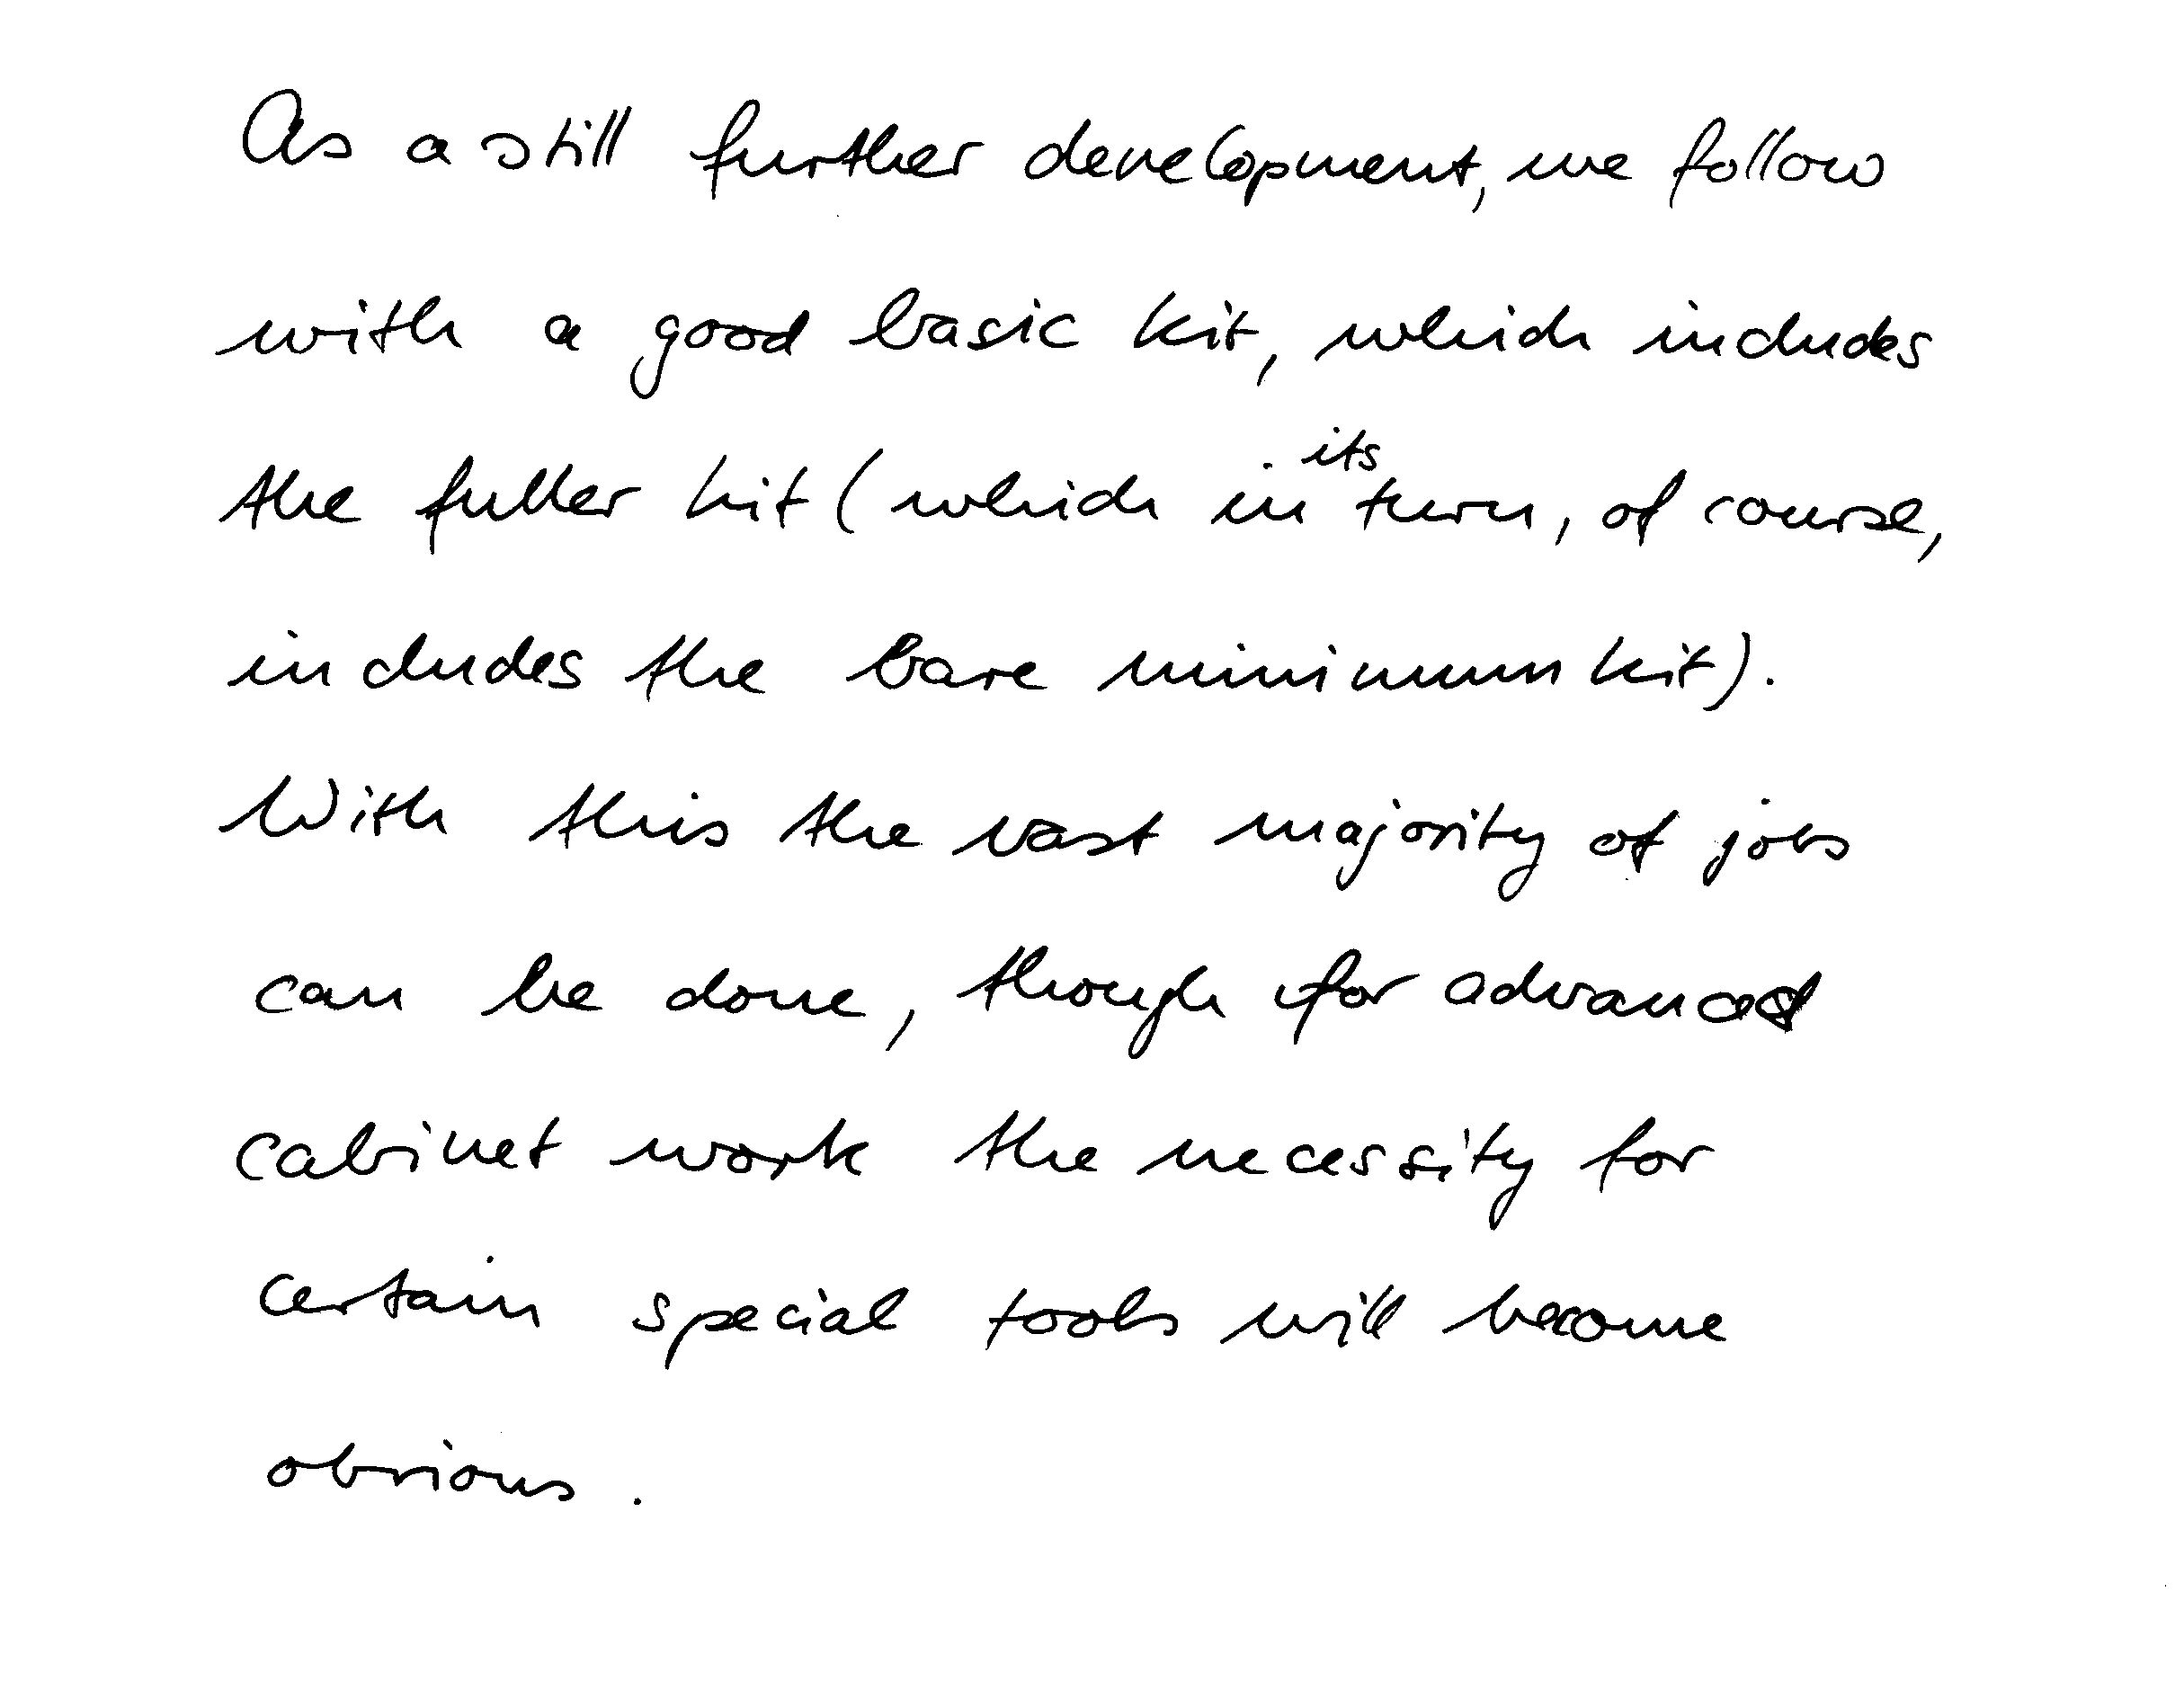 As a still further development, we follow
with a good basic kit, which includes
the fuller kit (which in its turn, of course,
includes the bare minimum kit).
With this the vast majority of jobs
can be done, though for advanced
cabinet work the necessity for
certain special tools will become
obvious.